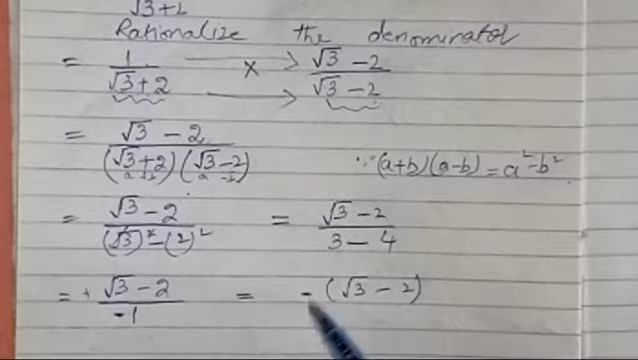 √3+2
Rationalize the denominator
= 1/(√3+2) × (√3-2)/(√3-2)
= (√3-2)/((√3+2)(√3-2)) ∵(a+b)(a-b)=a²-b²
= (√3-2)/((√3)²-(2)²) = (√3-2)/(3-4)
= + (√3-2)/-1 = -(√3-2)